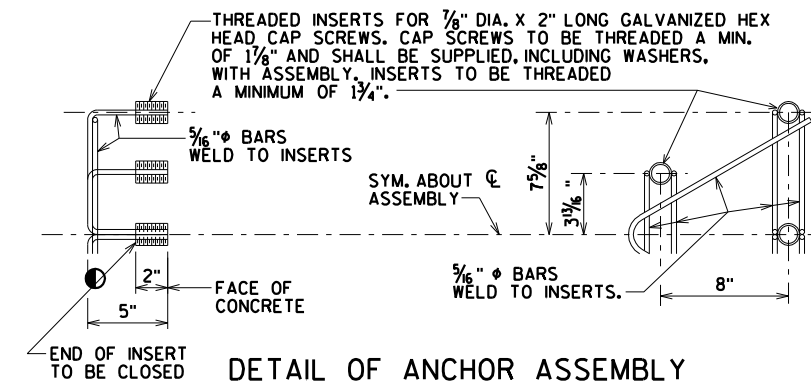 THREADED INSERTS FOR 7/8" DIA. X 2" LONG GALVANIZED HEX
HEAD CAP SCREWS. CAP SCREWS TO BE THREADED A MIN.
OF 1 7/8" AND SHALL BE SUPPLIED, INCLUDING WASHERS,
WITH ASSEMBLY. INSERTS TO BE THREADED
A MINIMUM OF 1 3/4".
5/16"ø BARS
WELD TO INSERTS
SYM. ABOUT ℄
ASSEMBLY
7 5/8"
3 13/16"
5/16" ø BARS
WELD TO INSERTS.
8"
2"
5"
FACE OF
CONCRETE
END OF INSERT
TO BE CLOSED
DETAIL OF ANCHOR ASSEMBLY